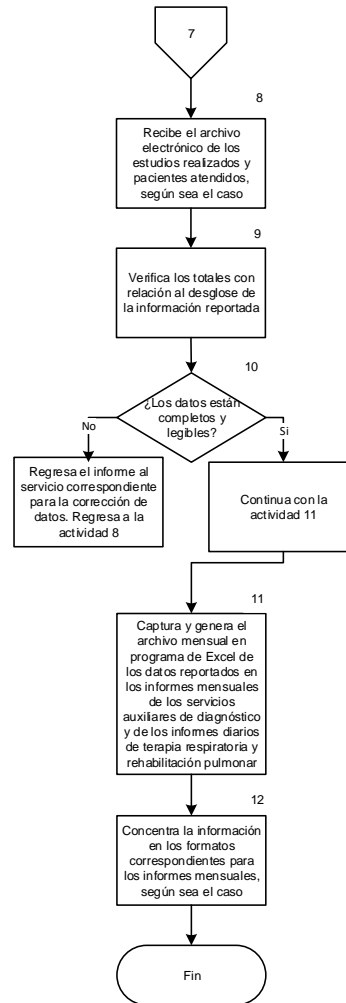 7
8
Recibe el archivo
electrónico de los
estudios realizados y
pacientes atendidos,
según sea el caso
9
Verifica los totales con
relación al desglose de
la información reportada
10
¿Los datos están
completos y
legibles?
No
Si
Regresa el informe al
servicio correspondiente
para la corrección de
datos. Regresa a la
actividad 8
Continua con la
actividad 11
11
Captura y genera el
archivo mensual en
programa de Excel de
los datos reportados en
los informes mensuales
de los servicios
auxiliares de diagnóstico
y de los informes diarios
de terapia respiratoria y
rehabilitación pulmonar
12
Concentra la información
en los formatos
correspondientes para
los informes mensuales,
según sea el caso
Fin